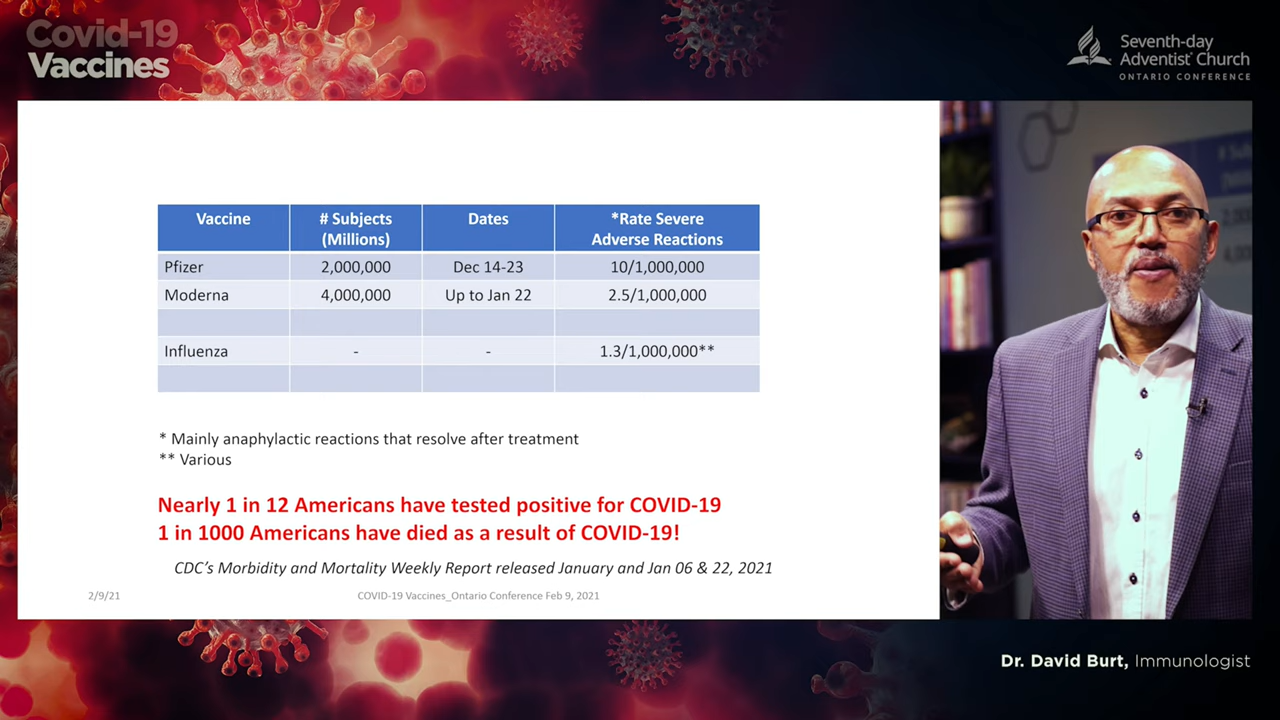 Covid-19
Vaccines
Seventh-day
Adventist Church
ONTARIO CONFERENCE
Vaccine # Subjects (Millions) Dates *Rate Severe Adverse Reactions
Pfizer 2,000,000 Dec 14-23 10/1,000,000
Moderna 4,000,000 Up to Jan 22 2.5/1,000,000
Influenza - - 1.3/1,000,000**
* Mainly anaphylactic reactions that resolve after treatment
** Various
Nearly 1 in 12 Americans have tested positive for COVID-19
1 in 1000 Americans have died as a result of COVID-19!
CDC's Morbidity and Mortality Weekly Report released January and Jan 06 & 22, 2021
2/9/21 COVID-19 Vaccines_Ontario Conference Feb 9, 2021
Dr. David Burt, Immunologist